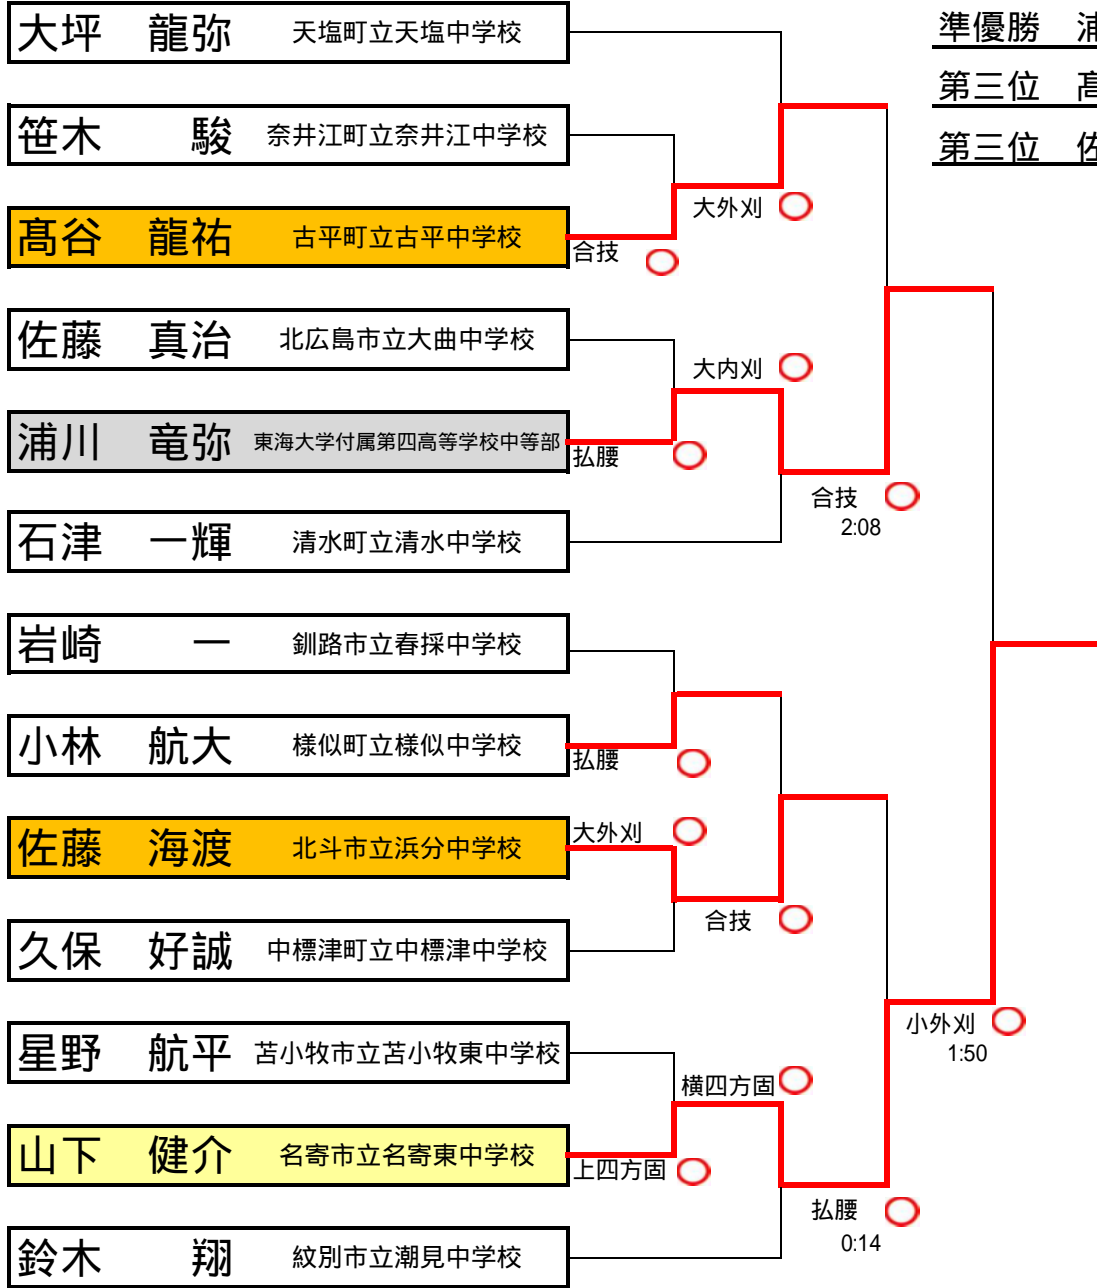 大坪　龍弥　天塩町立天塩中学校
準優勝　浦
第三位　髙
笹木　　駿　奈井江町立奈井江中学校
第三位　佐
大外刈
髙谷　龍祐　古平町立古平中学校
合技
佐藤　真治　北広島市立大曲中学校
大内刈
浦川　竜弥　東海大学付属第四高等学校中等部
払腰
合技
2:08
石津　一輝　清水町立清水中学校
岩崎　　一　釧路市立春採中学校
小林　航大　様似町立様似中学校
払腰
大外刈
佐藤　海渡　北斗市立浜分中学校
合技
久保　好誠　中標津町立中標津中学校
小外刈
1:50
星野　航平　苫小牧市立苫小牧東中学校
横四方固
山下　健介　名寄市立名寄東中学校
上四方固
払腰
0:14
鈴木　　翔　紋別市立潮見中学校